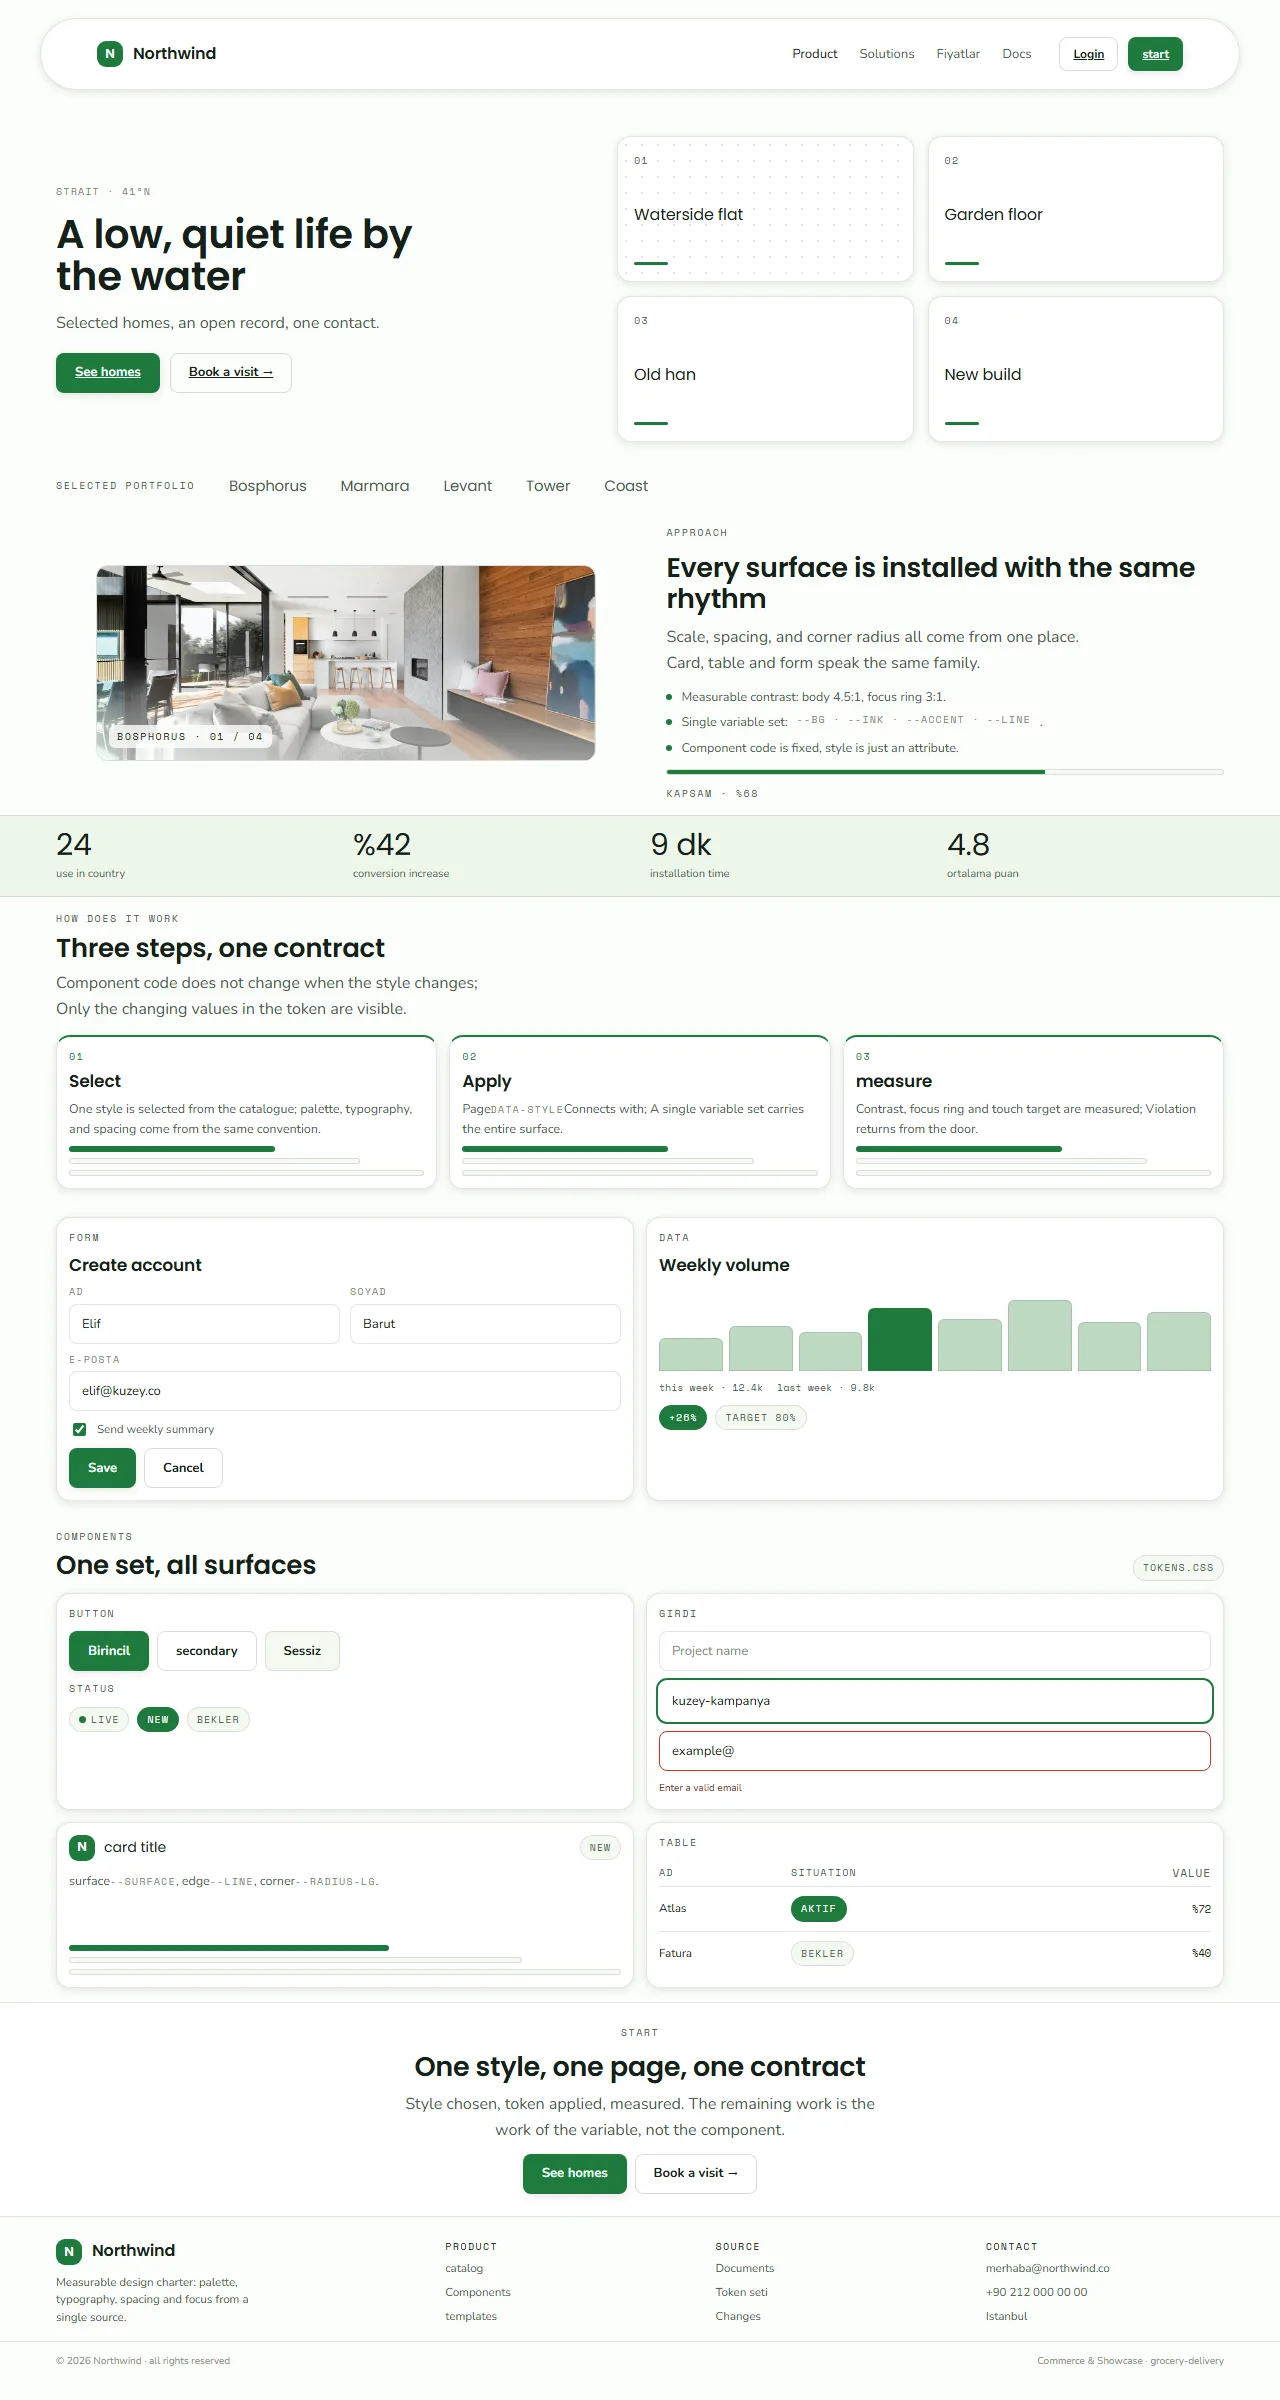 N Northwind
Product Solutions Fiyatlar Docs Login start
STRAIT · 41°N
A low, quiet life by
the water
Selected homes, an open record, one contact.
See homes Book a visit →
01
Waterside flat
02
Garden floor
03
Old han
04
New build
SELECTED PORTFOLIO Bosphorus Marmara Levant Tower Coast
BOSPHORUS · 01 / 04
APPROACH
Every surface is installed with the same
rhythm
Scale, spacing, and corner radius all come from one place.
Card, table and form speak the same family.
Measurable contrast: body 4.5:1, focus ring 3:1.
Single variable set: --BG · --INK · --ACCENT · --LINE .
Component code is fixed, style is just an attribute.
KAPSAM · %68
24
use in country
%42
conversion increase
9 dk
installation time
4.8
ortalama puan
HOW DOES IT WORK
Three steps, one contract
Component code does not change when the style changes;
Only the changing values in the token are visible.
01
Select
One style is selected from the catalogue; palette, typography,
and spacing come from the same convention.
02
Apply
PageDATA-STYLEConnects with; A single variable set carries
the entire surface.
03
measure
Contrast, focus ring and touch target are measured; Violation
returns from the door.
FORM
Create account
AD SOYAD
Elif Barut
E-POSTA
elif@kuzey.co
Send weekly summary
Save Cancel
DATA
Weekly volume
this week · 12.4k last week · 9.8k
+26% TARGET 80%
COMPONENTS
One set, all surfaces
TOKENS.CSS
BUTTON
Birincil secondary Sessiz
STATUS
LIVE NEW BEKLER
GIRDI
Project name
kuzey-kampanya
example@
Enter a valid email
N card title NEW
surface--SURFACE, edge--LINE, corner--RADIUS-LG.
TABLE
AD SITUATION VALUE
Atlas AKTIF %72
Fatura BEKLER %40
START
One style, one page, one contract
Style chosen, token applied, measured. The remaining work is the
work of the variable, not the component.
See homes Book a visit →
N Northwind
Measurable design charter: palette,
typography, spacing and focus from a
single source.
PRODUCT
catalog
Components
templates
SOURCE
Documents
Token seti
Changes
CONTACT
merhaba@northwind.co
+90 212 000 00 00
Istanbul
© 2026 Northwind · all rights reserved
Commerce & Showcase · grocery-delivery